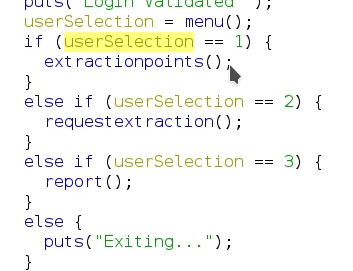 puts("Login Validated");
userSelection = menu();
if (userSelection == 1) {
extractionpoints();
}
else if (userSelection == 2) {
requestextraction();
}
else if (userSelection == 3) {
report();
}
else {
puts("Exiting...");
}